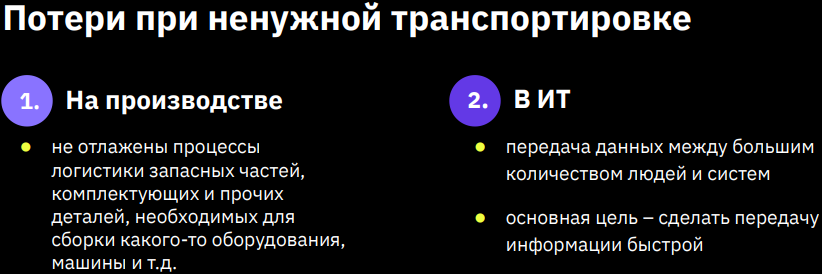 Потери при ненужной транспортировке
1. На производстве
не отлажены процессы
логистики запасных частей,
комплектующих и прочих
деталей, необходимых для
сборки какого-то оборудования,
машины и т.д.
2. В ИТ
передача данных между большим
количеством людей и систем
основная цель – сделать передачу
информации быстрой